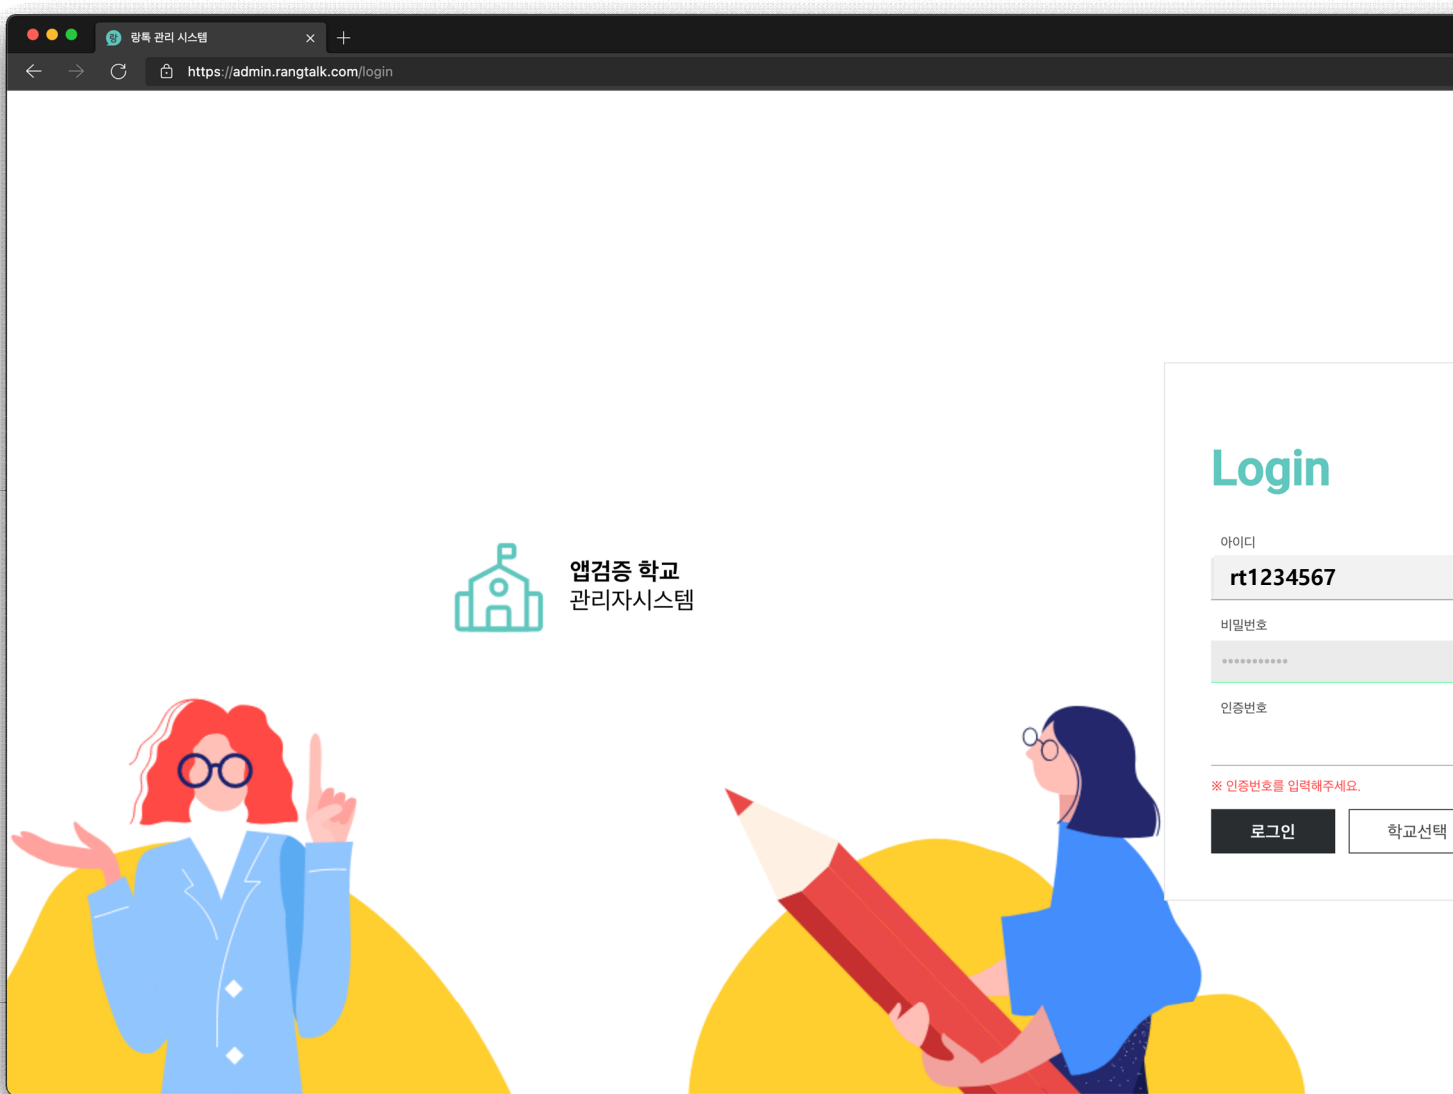 랑
랑톡 관리 시스템
https://admin.rangtalk.com/login
앱검증 학교
관리자시스템
Login
아이디
rt1234567
비밀번호
•••••••••••
인증번호
※ 인증번호를 입력해주세요.
로그인
학교선택